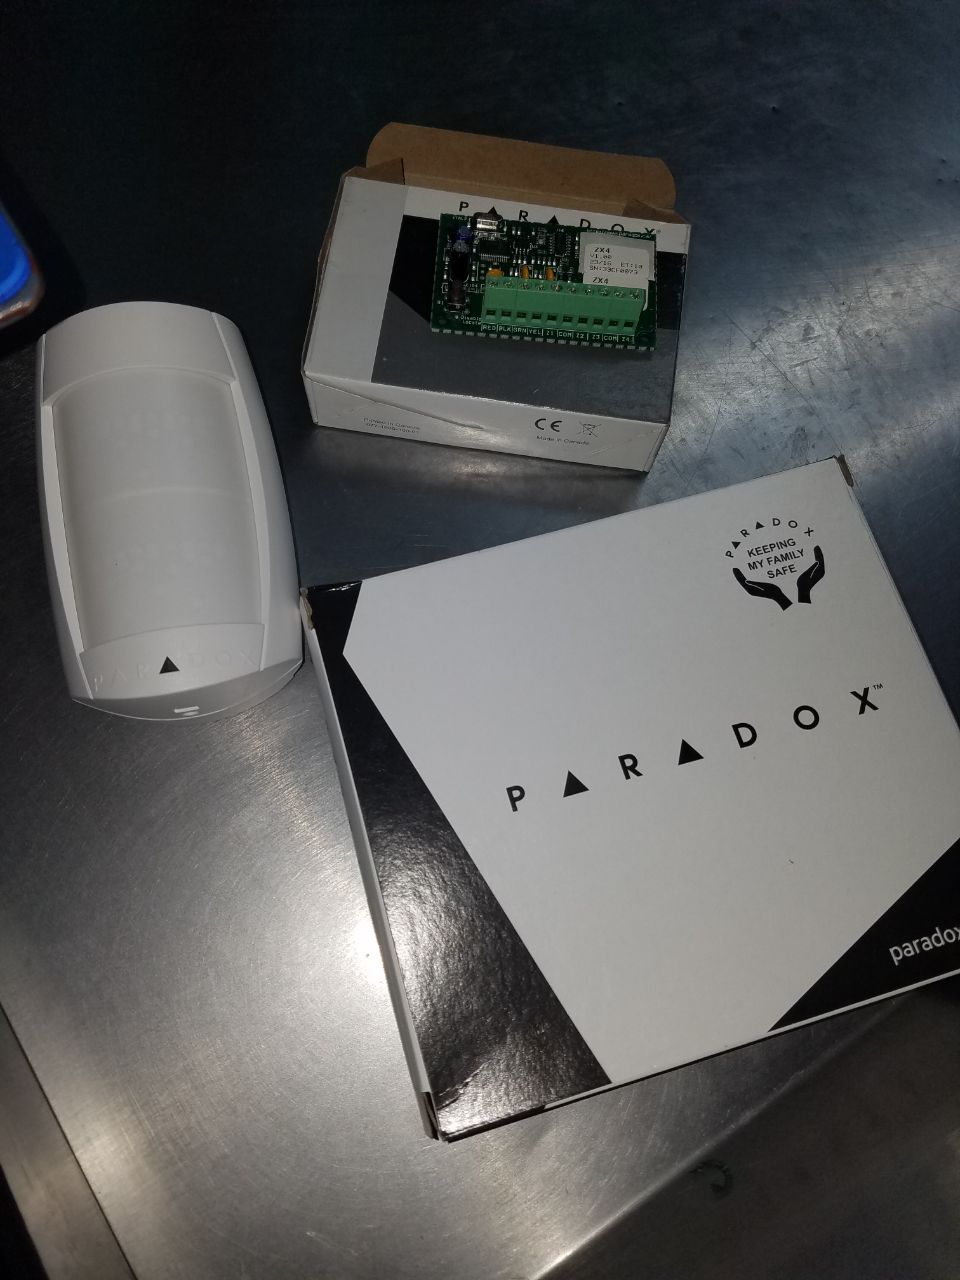 PARADOX
ZX4
V1.00
ZX4
RED BLK GRN YEL Z1 COM Z2 Z3 COM Z4
CE
Made in Canada
PARADOX
KEEPING
MY FAMILY
SAFE
PARADOX
PARADOX™
paradox